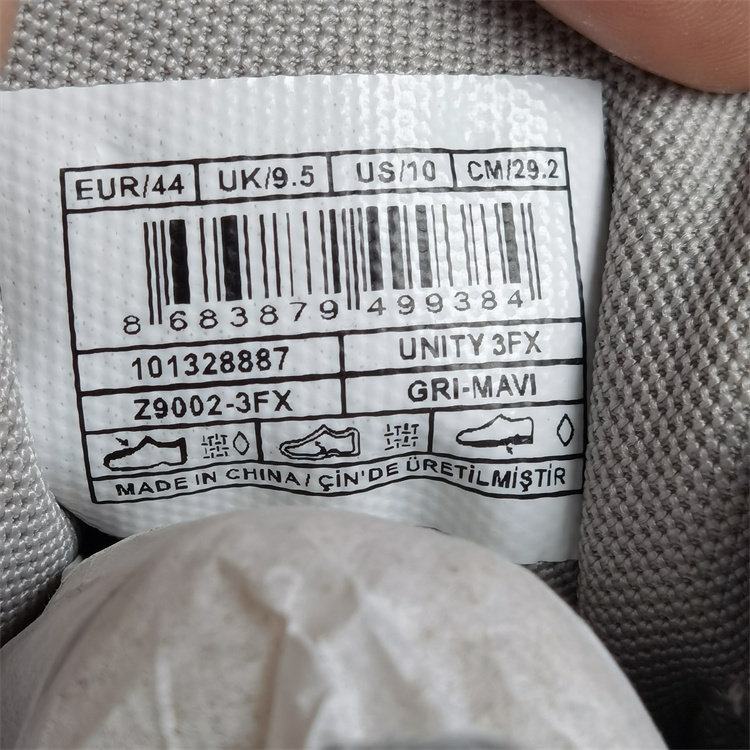 EUR/44 UK/9.5 US/10 CM/29.2
8 683879 499384
101328887 UNITY 3FX
Z9002-3FX GRI-MAVI
MADE IN CHINA / ÇİN'DE ÜRETİLMİŞTİR